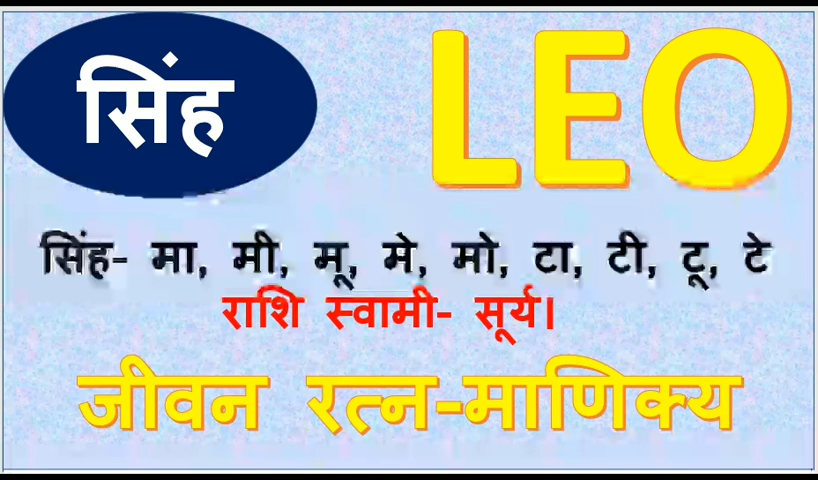 सिंह
LEO
सिंह- मा, मी, मू, मे, मो, टा, टी, टू, टे
राशि स्वामी- सूर्य।
जीवन रत्न-माणिक्य